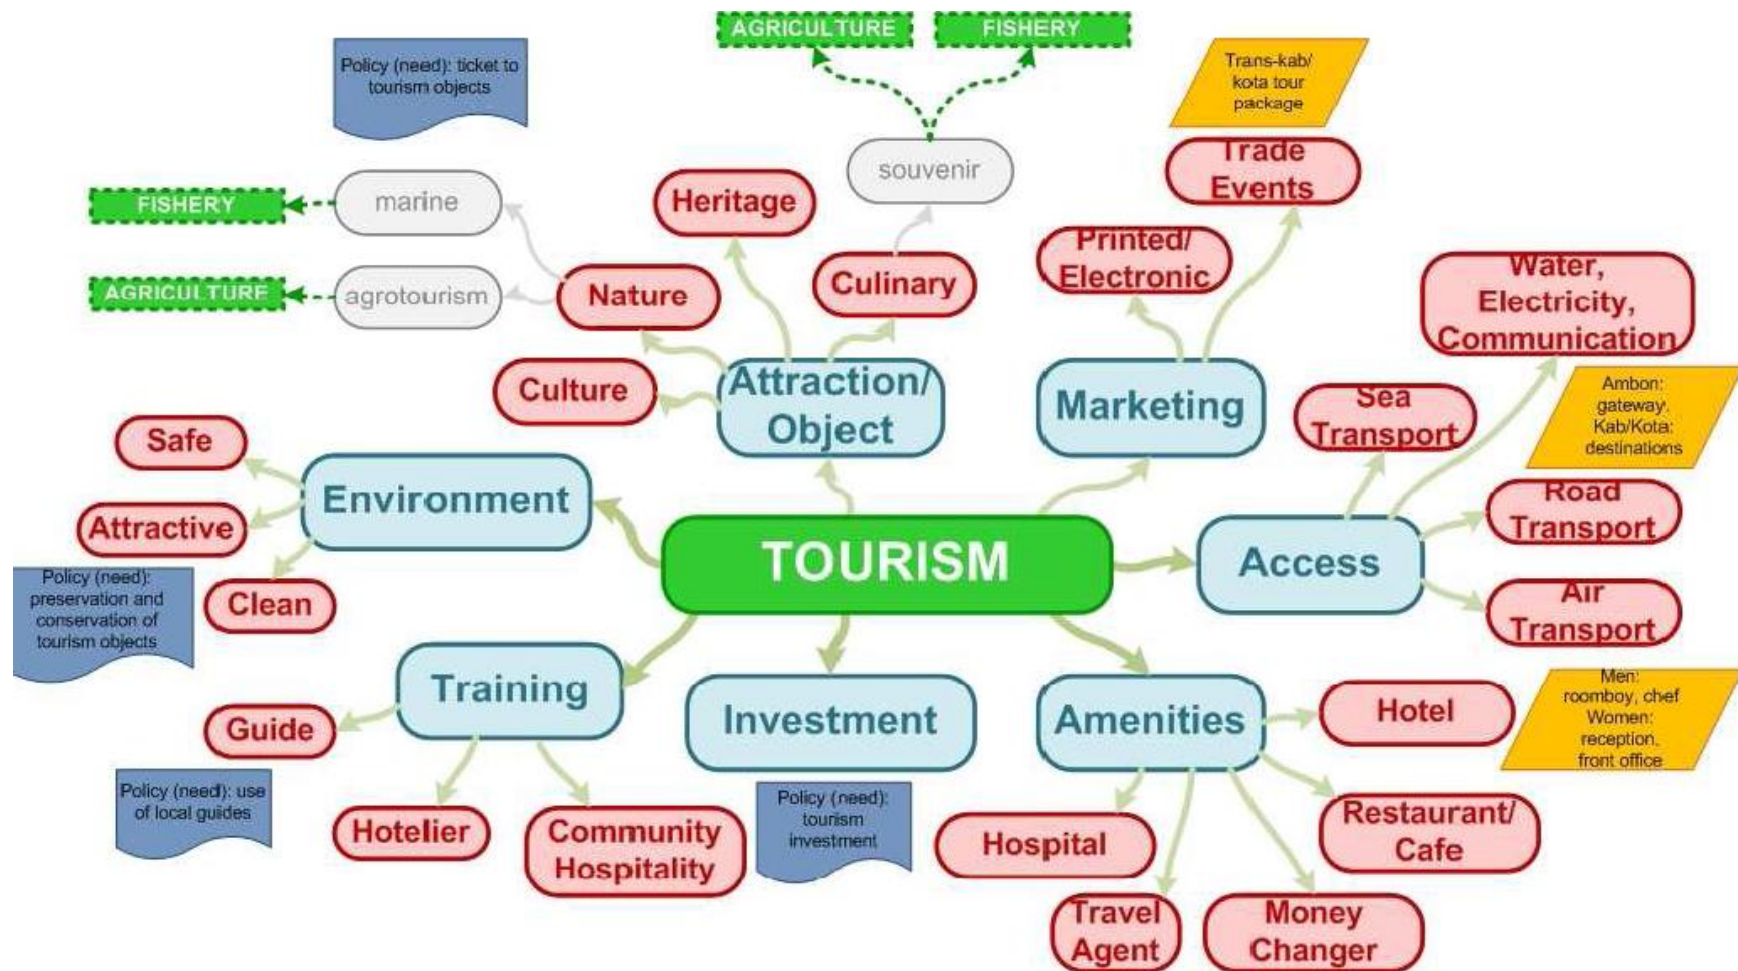 AGRICULTURE
FISHERY
Policy (need): ticket to
tourism objects
Trans-kab/
kota tour
package
souvenir
Trade
Events
FISHERY
marine
Heritage
Printed/
Electronic
AGRICULTURE
agrotourism
Nature
Culinary
Water,
Electricity,
Communication
Culture
Attraction/
Object
Marketing
Sea
Transport
Ambon:
gateway,
Kab/Kota:
destinations
Safe
Environment
Attractive
TOURISM
Access
Road
Transport
Policy (need):
preservation and
conservation of
tourism objects
Clean
Air
Transport
Training
Investment
Amenities
Hotel
Men:
roomboy, chef
Women:
reception,
front office
Guide
Policy (need): use
of local guides
Hotelier
Community
Hospitality
Policy (need):
tourism
investment
Hospital
Restaurant/
Cafe
Travel
Agent
Money
Changer